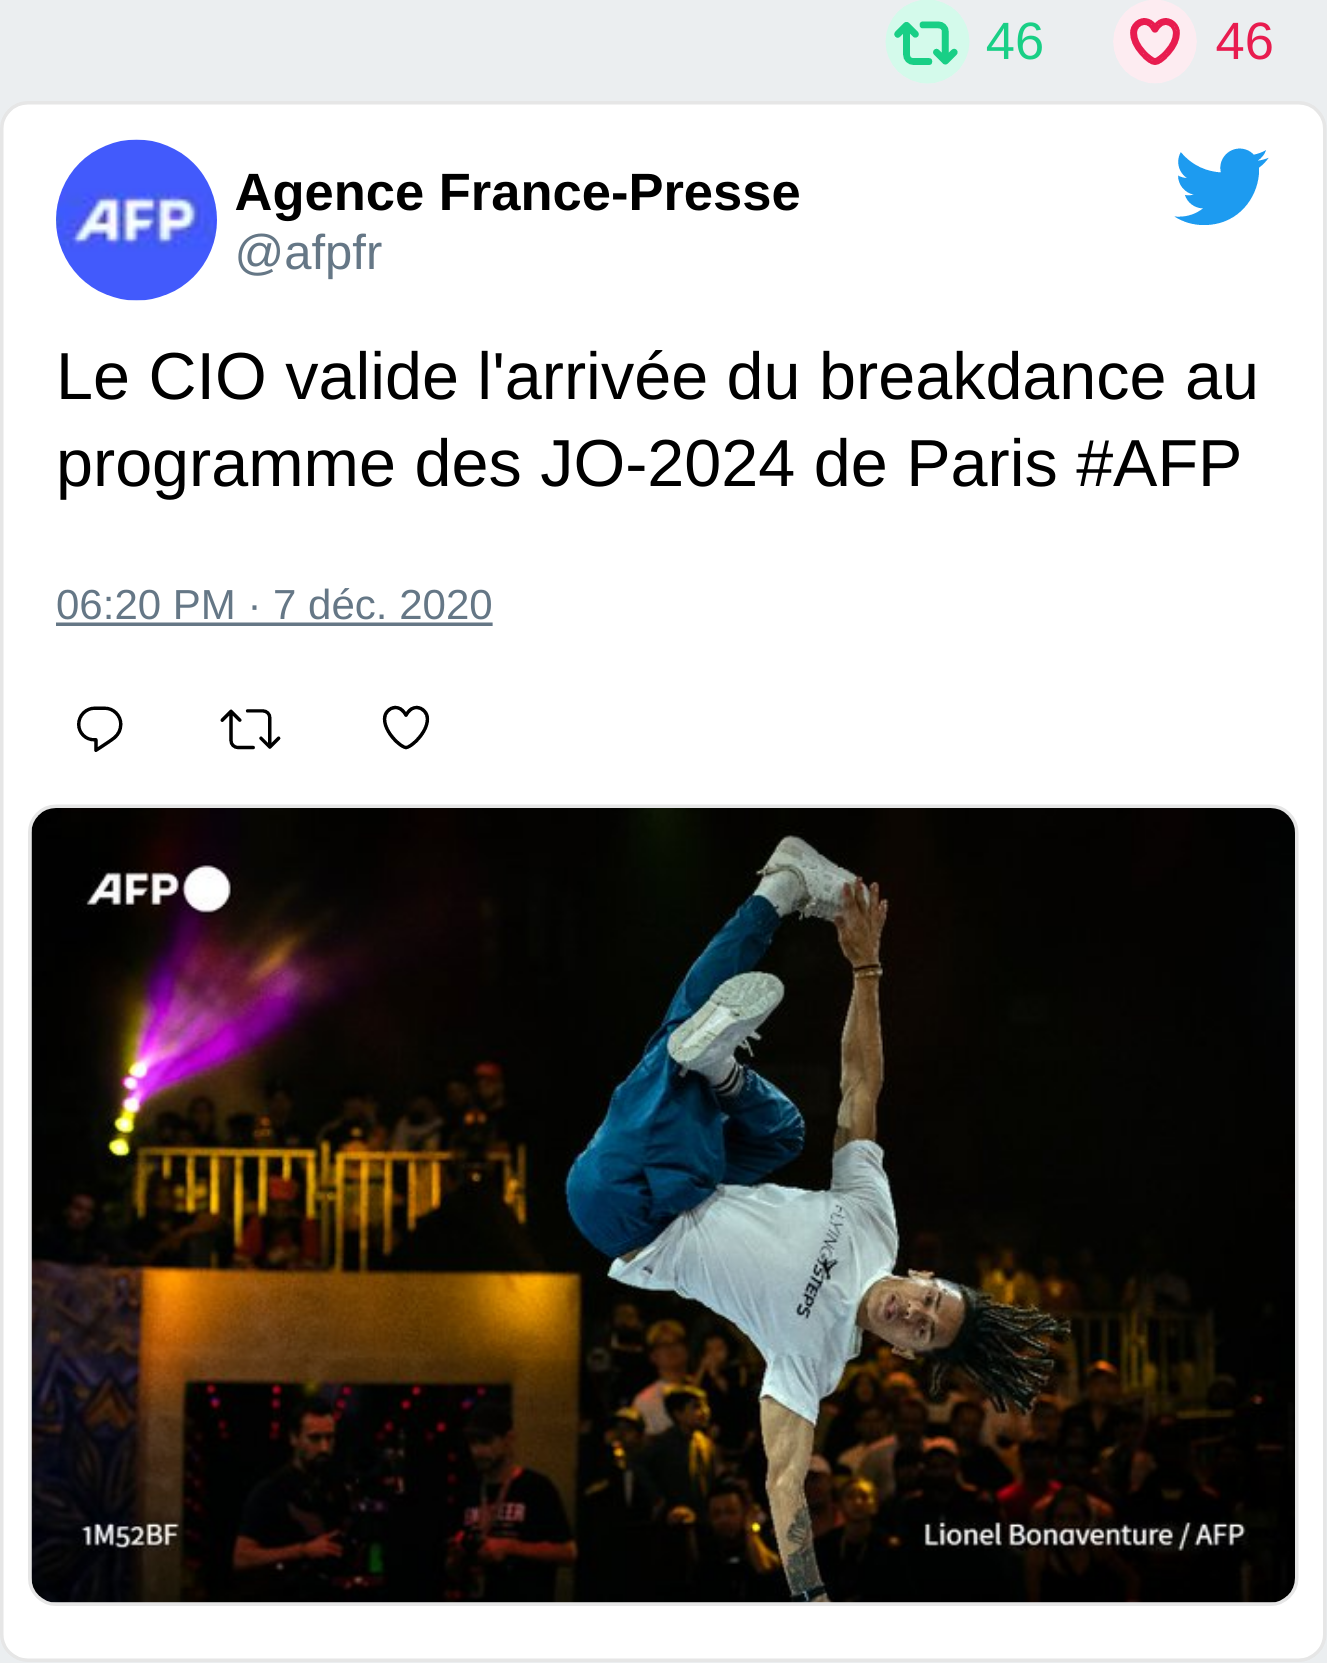 46 46
AFP
Agence France-Presse
@afpfr
Le CIO valide l'arrivée du breakdance au
programme des JO-2024 de Paris #AFP
06:20 PM · 7 déc. 2020
AFP
FLYING STEPS
1M52BF
Lionel Bonaventure / AFP